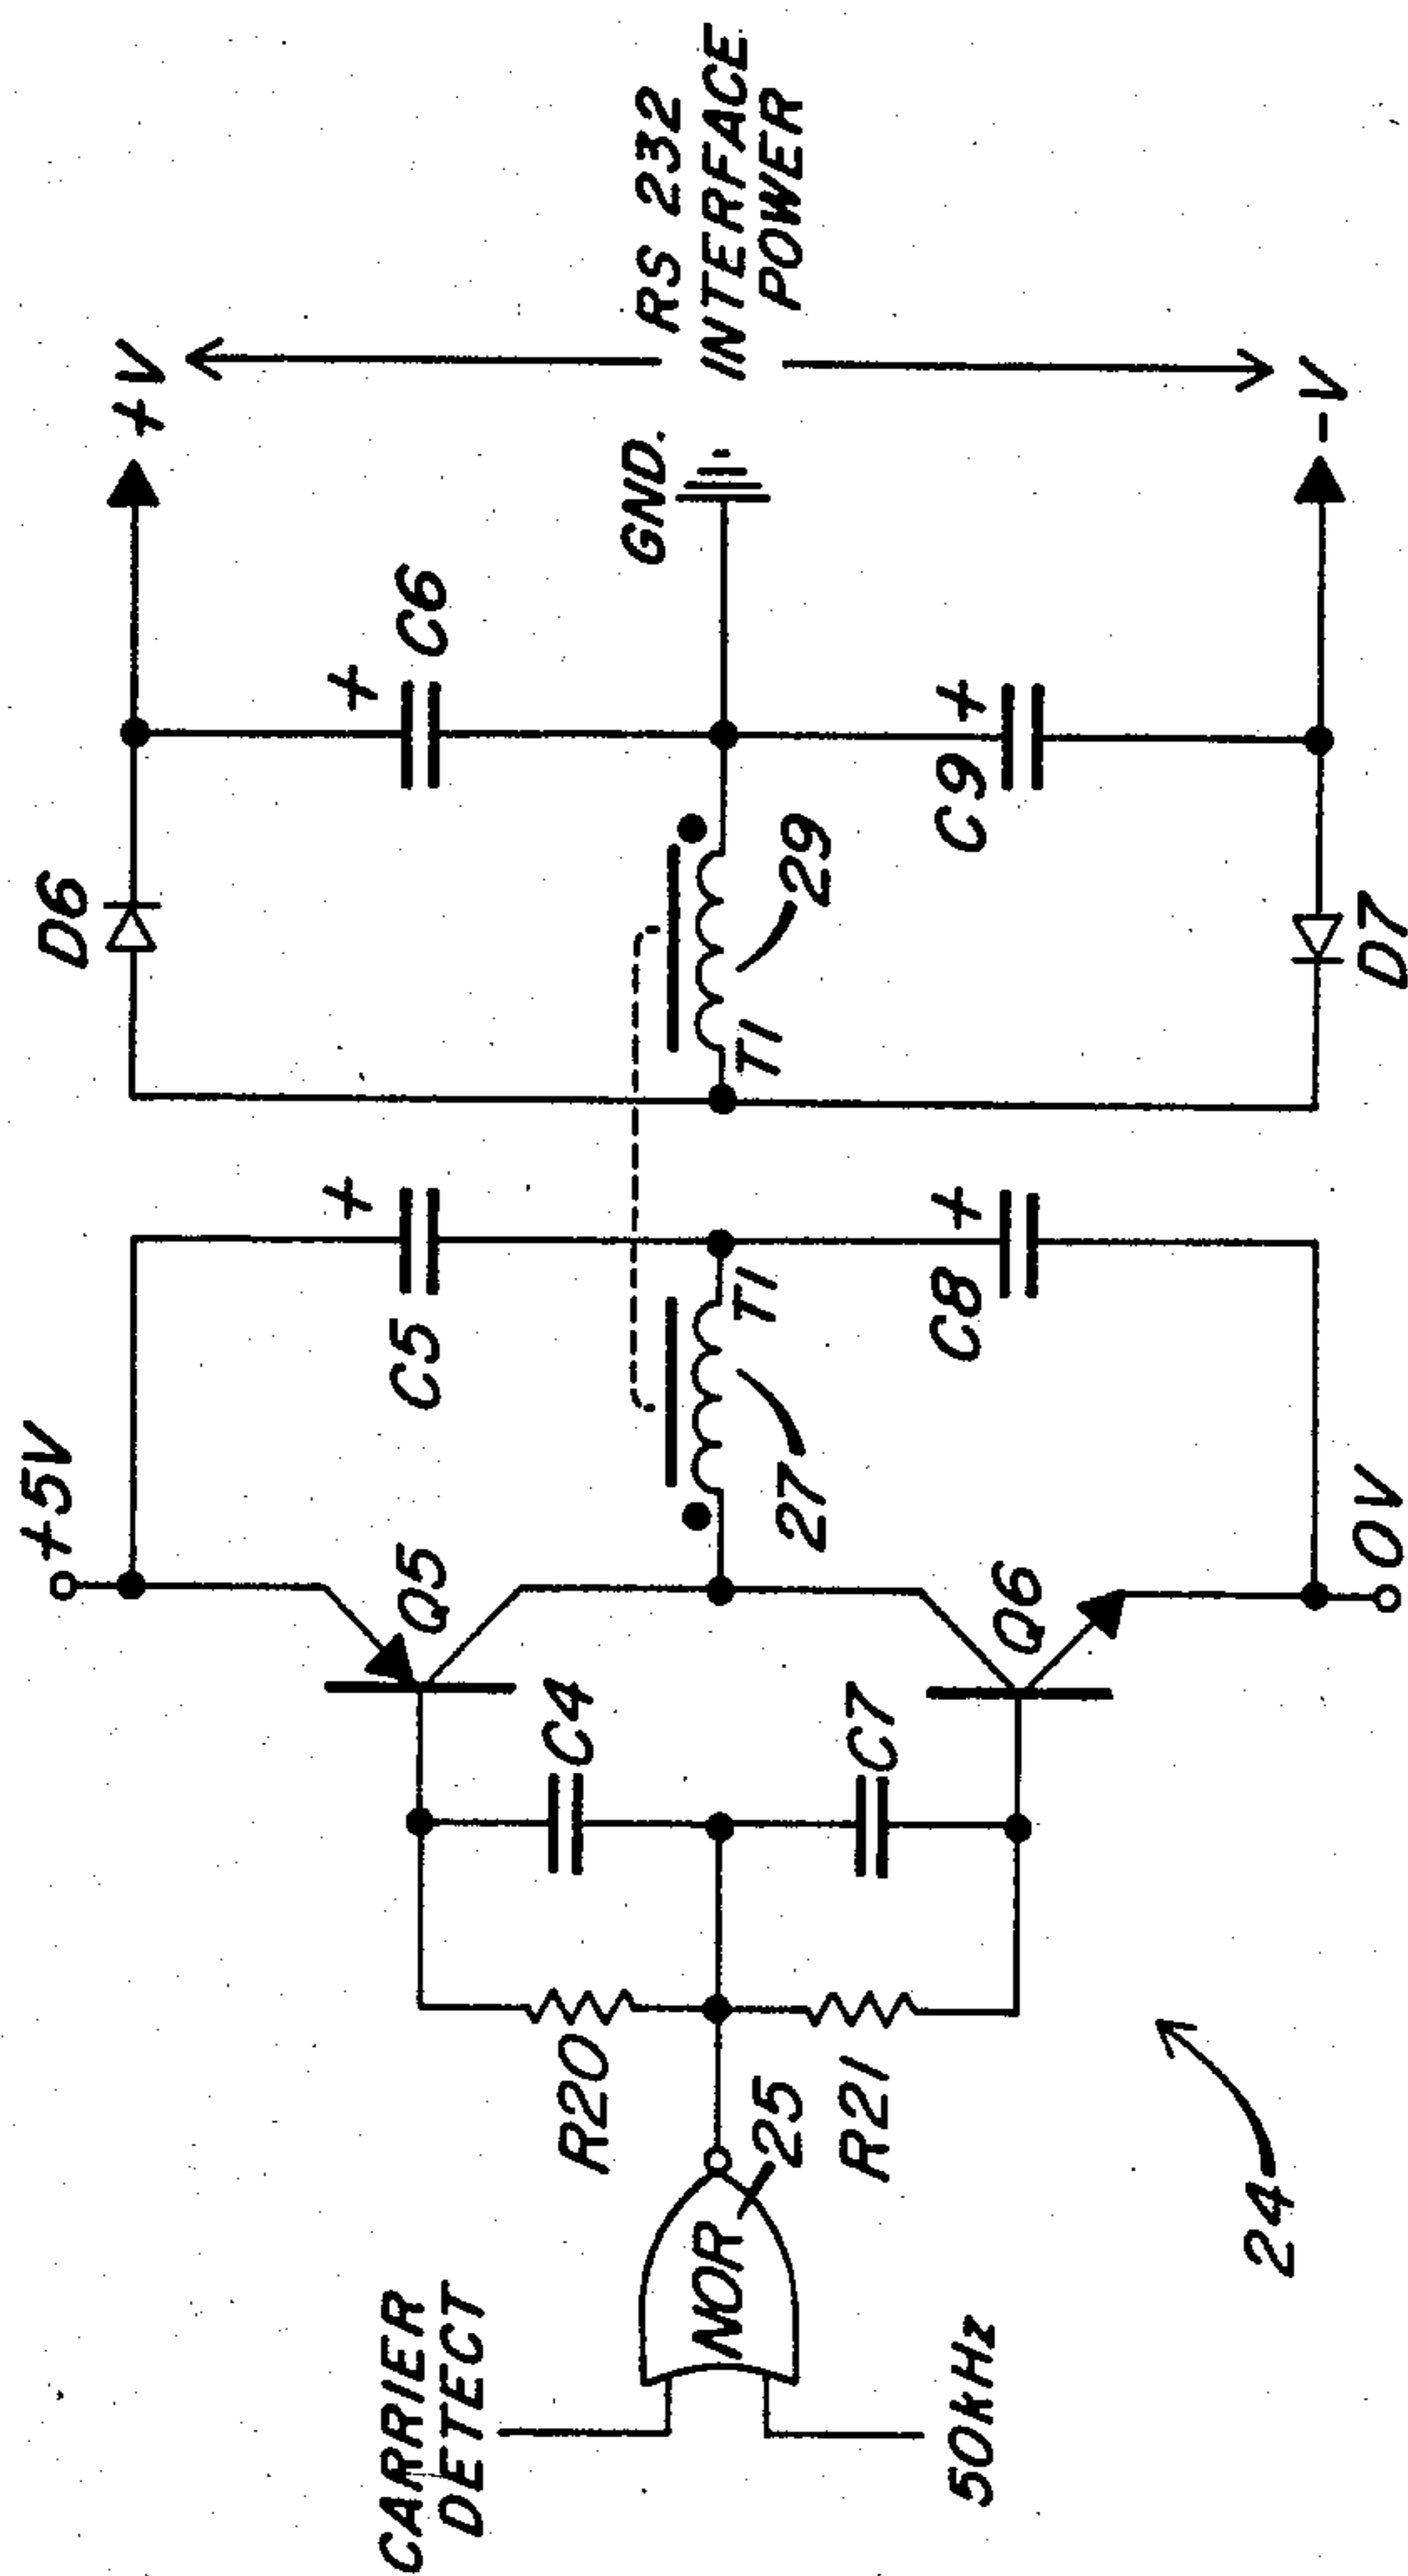 CARRIER
DETECT
50kHz
NOR
25
R20
R21
C4
C7
Q5
Q6
+5V
0V
27
T1
C5
+
C8
+
T1
29
D6
D7
C6
+
C9
+
GND.
+V
-V
RS 232
INTERFACE
POWER
24